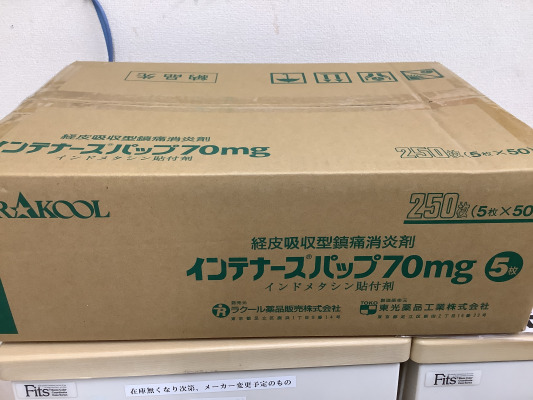 納品先
経皮吸収型鎮痛消炎剤
インテナースパップ70mg
インドメタシン貼付剤
250枚(5枚×50
RAKOOL
250枚(5枚×50
経皮吸収型鎮痛消炎剤
インテナース®パップ70mg 5枚
インドメタシン貼付剤
ラクール薬品販売株式会社
TOKO 東光薬品工業株式会社
Fits
在庫無くなり次第、メーカー変更予定のもの
Fits